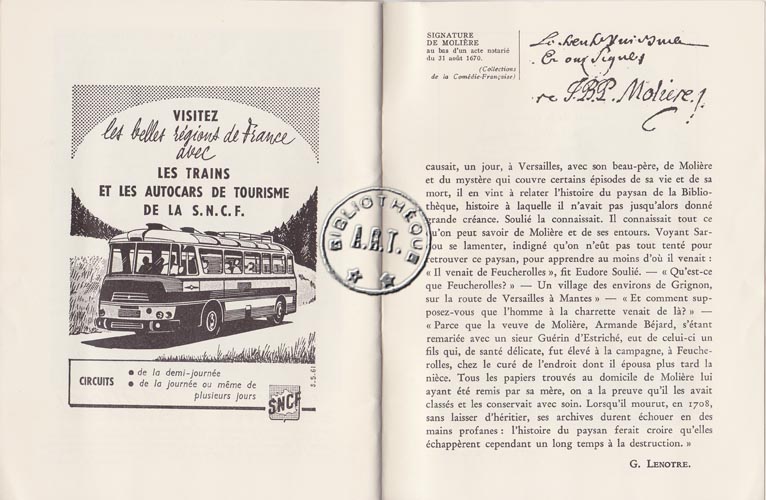 VISITEZ
les belles régions de France
avec
LES TRAINS
ET LES AUTOCARS DE TOURISME
DE LA S.N.C.F.
CIRCUITS
• de la demi-journée
• de la journée ou même de
plusieurs jours
SNCF
3.5.61
BIBLIOTHÈQUE
A.R.T.
SIGNATURE
DE MOLIÈRE
au bas d'un acte notarié
du 31 août 1670.
(Collections
de la Comédie-Française)
J.B.P. Moliere
causait, un jour, à Versailles, avec son beau-père, de Molière
et du mystère qui couvre certains épisodes de sa vie et de sa
mort, il en vint à relater l'histoire du paysan de la Biblio-
thèque, histoire à laquelle il n'avait pas jusqu'alors donné
grande créance. Soulié la connaissait. Il connaissait tout ce
qu'on peut savoir de Molière et de ses entours. Voyant Sar-
dou se lamenter, indigné qu'on n'eût pas tout tenté pour
retrouver ce paysan, pour apprendre au moins d'où il venait :
« Il venait de Feucherolles », fit Eudore Soulié. — « Qu'est-ce
que Feucherolles? » — Un village des environs de Grignon,
sur la route de Versailles à Mantes » — « Et comment sup-
posez-vous que l'homme à la charrette venait de là? » —
« Parce que la veuve de Molière, Armande Béjard, s'étant
remariée avec un sieur Guérin d'Estriché, eut de celui-ci un
fils qui, de santé délicate, fut élevé à la campagne, à Feuche-
rolles, chez le curé de l'endroit dont il épousa plus tard la
nièce. Tous les papiers trouvés au domicile de Molière lui
ayant été remis par sa mère, on a la preuve qu'il les avait
classés et les conservait avec soin. Lorsqu'il mourut, en 1708,
sans laisser d'héritier, ses archives durent échouer en des
mains profanes : l'histoire du paysan ferait croire qu'elles
échappèrent cependant un long temps à la destruction. »
G. LENOTRE.